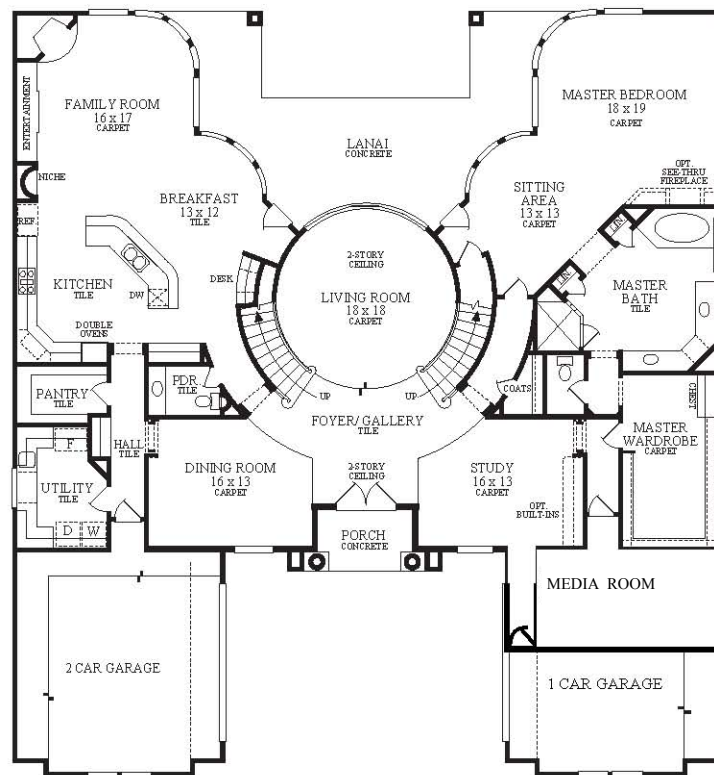 FAMILY ROOM
16 x 17
CARPET
ENTERTAINMENT
NICHE
REF.
BREAKFAST
13 x 12
TILE
KITCHEN
TILE
DW
DESK
DOUBLE
OVENS
LANAI
CONCRETE
MASTER BEDROOM
18 x 19
CARPET
OPT.
SEE-THRU
FIREPLACE
SITTING
AREA
13 x 13
CARPET
LIN
LIN
MASTER
BATH
TILE
2-STORY
CEILING
LIVING ROOM
18 x 18
CARPET
UP
UP
PANTRY
TILE
PDR.
TILE
HALL
TILE
F
UTILITY
TILE
D
W
FOYER/ GALLERY
TILE
2-STORY
CEILING
COATS
CHEST
MASTER
WARDROBE
CARPET
DINING ROOM
16 x 13
CARPET
STUDY
16 x 13
CARPET
OPT.
BUILT-INS
PORCH
CONCRETE
MEDIA ROOM
2 CAR GARAGE
1 CAR GARAGE